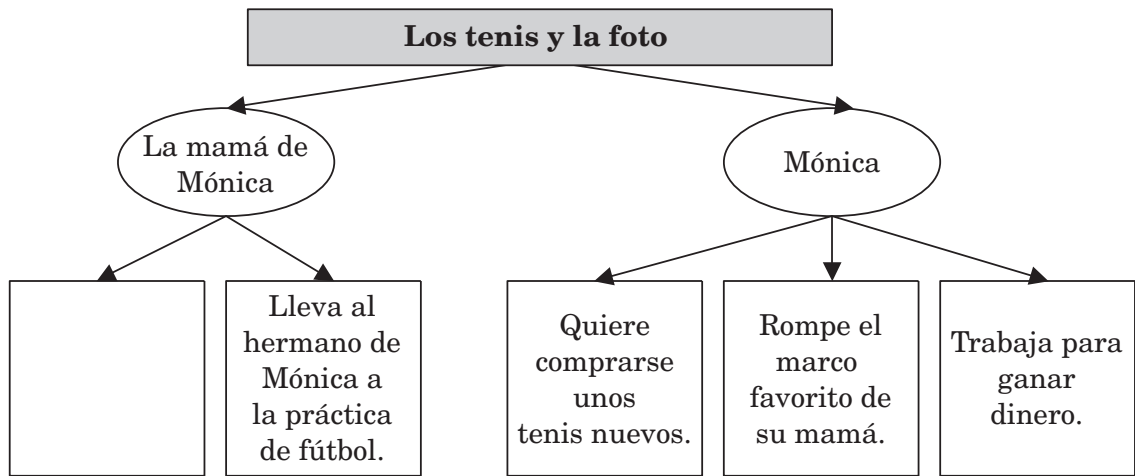 Los tenis y la foto
La mamá de
Mónica
Mónica
Lleva al
hermano de
Mónica a
la práctica
de fútbol.
Quiere
comprarse
unos
tenis nuevos.
Rompe el
marco
favorito de
su mamá.
Trabaja para
ganar
dinero.